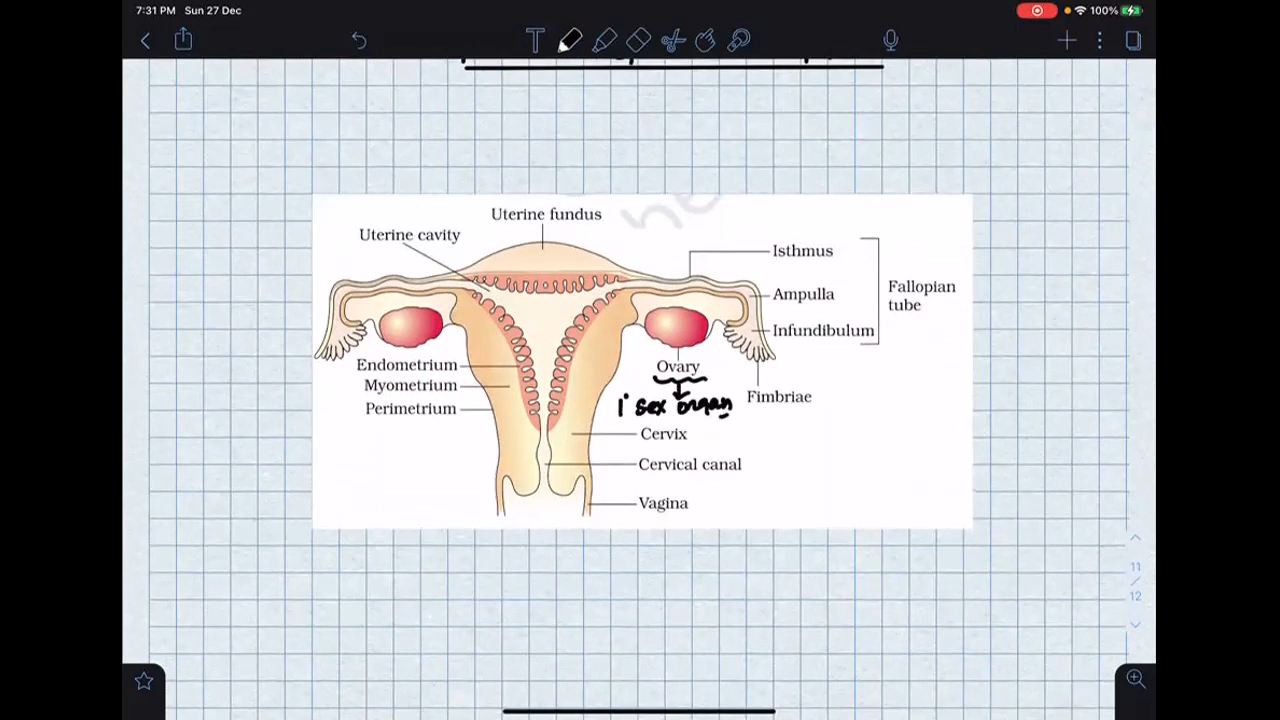 7:31 PM Sun 27 Dec
100%
T
Uterine fundus
Uterine cavity
Isthmus
Ampulla
Infundibulum
Fallopian
tube
Endometrium
Myometrium
Perimetrium
Ovary
1° sex organ
Fimbriae
Cervix
Cervical canal
Vagina
11
/
12